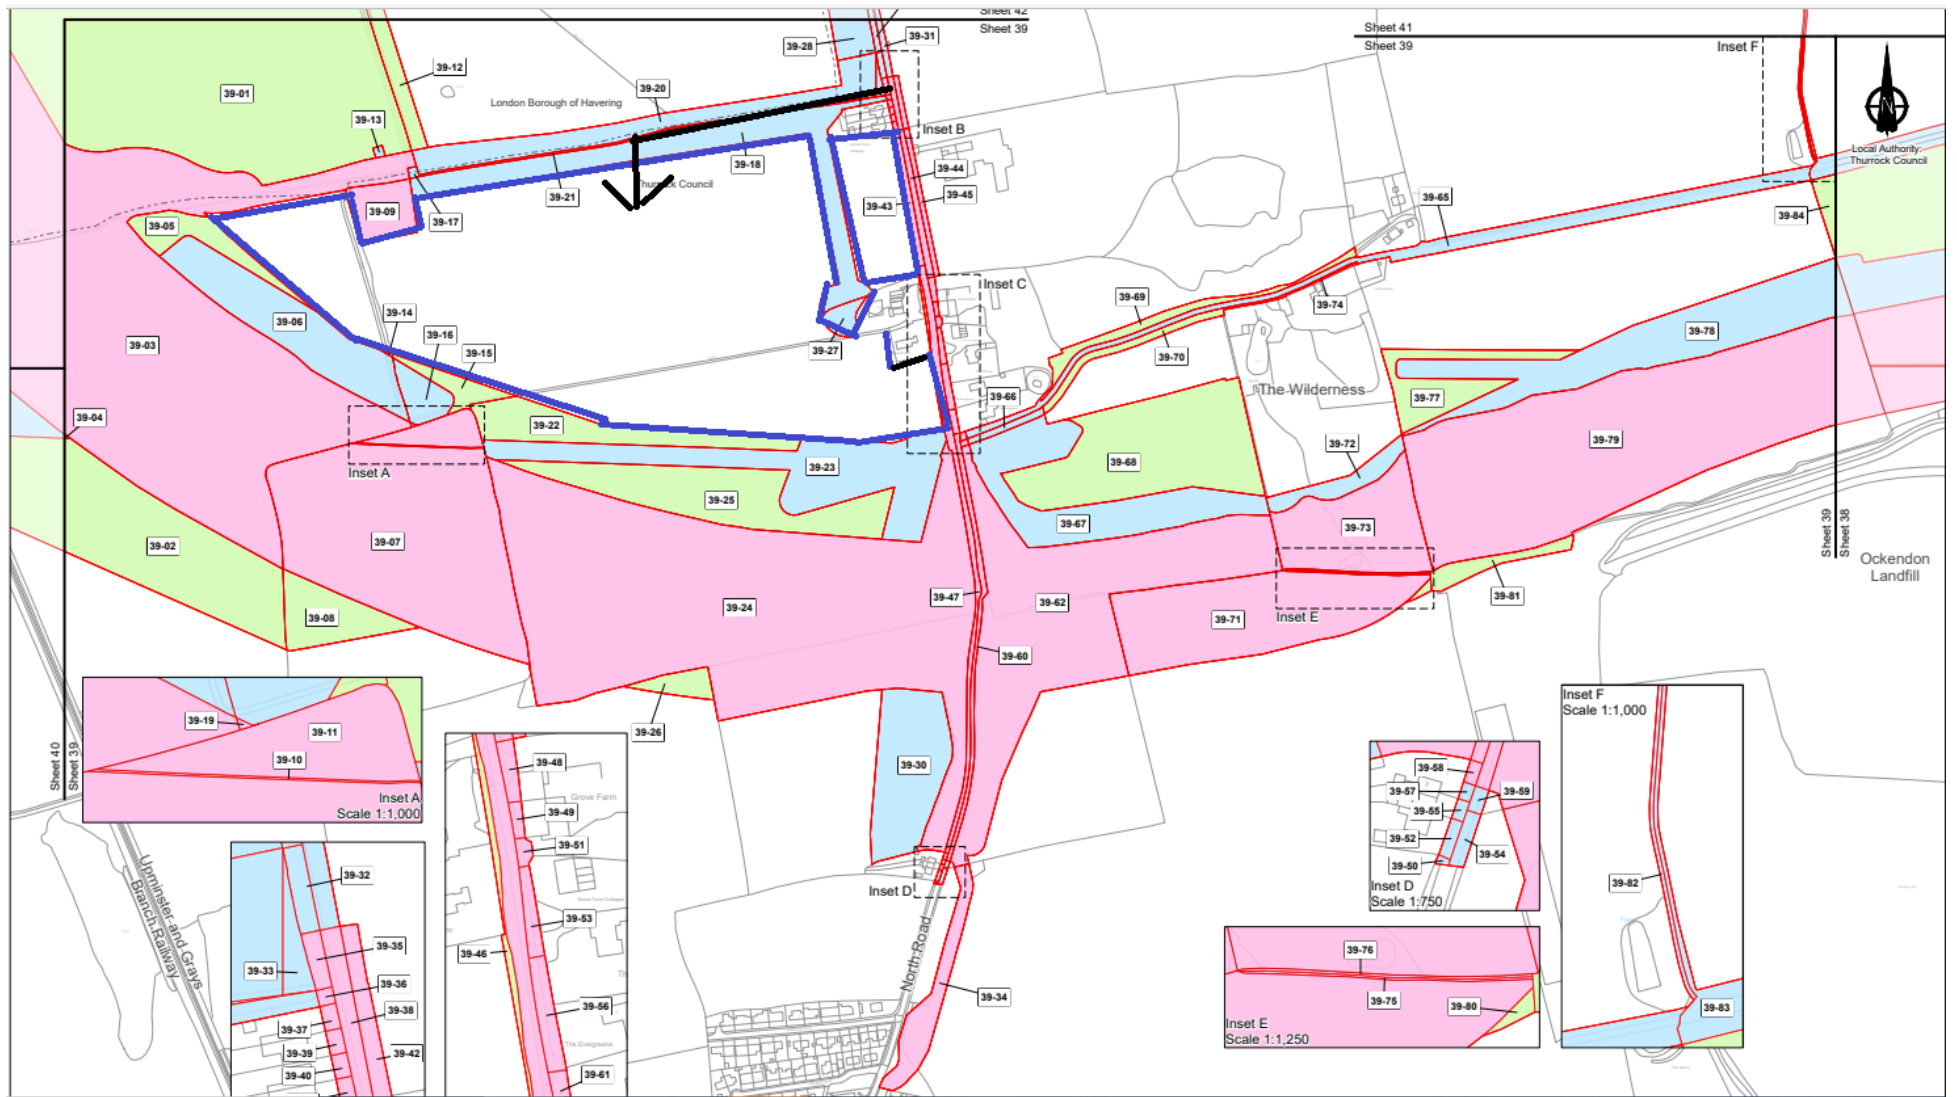 Sheet 42
Sheet 39
Sheet 41
Sheet 39
Inset F
39-28
39-31
39-12
39-01
39-20
London Borough of Havering
39-13
Inset B
N
Local Authority:
Thurrock Council
39-18
39-44
39-21
Thurrock Council
39-45
39-65
39-09
39-17
39-43
39-84
39-05
Inset C
39-69
39-74
39-14
39-06
39-16
39-15
39-27
39-70
39-78
39-03
The Wilderness
39-66
39-77
39-04
39-22
39-72
39-79
Inset A
39-23
39-68
39-25
39-67
39-73
Sheet 39
Sheet 38
39-02
39-07
Ockendon
Landfill
39-47
39-62
39-81
39-24
39-08
39-71
Inset E
39-60
39-26
Sheet 40
Sheet 39
39-19
39-11
39-10
Inset A
Scale 1:1,000
39-30
Inset F
Scale 1:1,000
39-48
Grove Farm
39-49
39-51
39-58
39-57
39-59
39-55
39-52
39-54
39-50
Inset D
Scale 1:750
Upminster and Grays
Branch Railway
39-32
Inset D
39-82
39-53
39-46
39-35
39-33
39-36
39-38
39-37
39-39
39-42
39-40
North Road
39-34
39-56
The Evergreens
39-61
39-76
39-75
39-80
Inset E
Scale 1:1,250
39-83